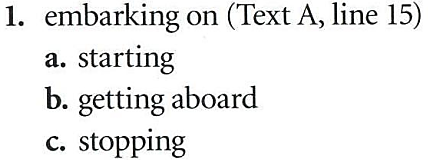 1. embarking on (Text A, line 15)
a. starting
b. getting aboard
c. stopping